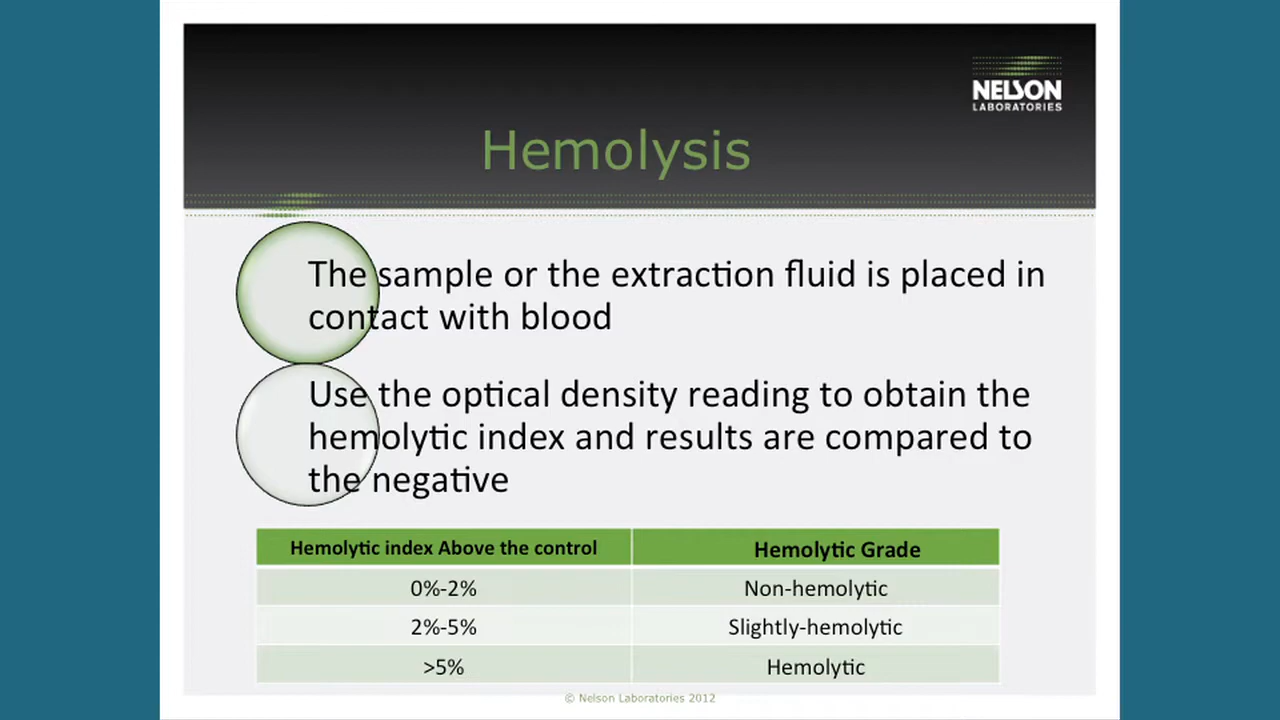 NELSON
LABORATORIES
Hemolysis
The sample or the extraction fluid is placed in
contact with blood
Use the optical density reading to obtain the
hemolytic index and results are compared to
the negative
Hemolytic index Above the control
Hemolytic Grade
0%-2%
Non-hemolytic
2%-5%
Slightly-hemolytic
>5%
Hemolytic
© Nelson Laboratories 2012